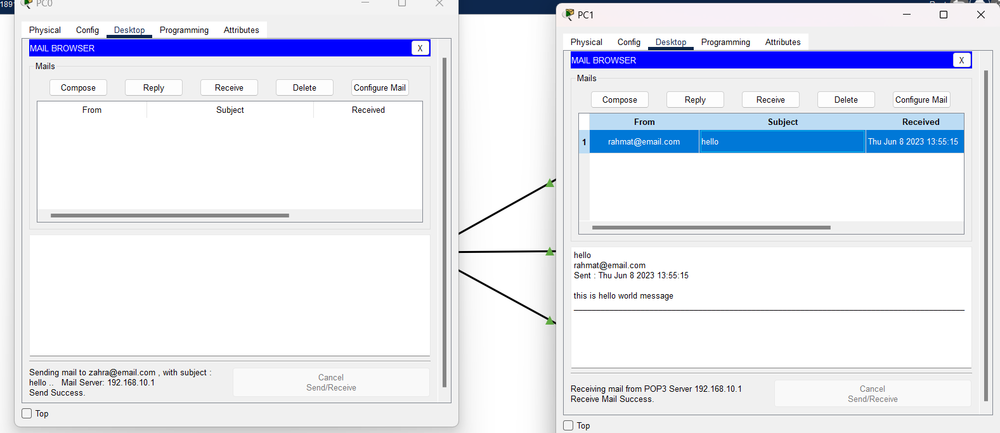 189
PC0
Physical Config Desktop Programming Attributes
MAIL BROWSER X
Mails
Compose Reply Receive Delete Configure Mail
From Subject Received
Sending mail to zahra@email.com , with subject :
hello .. Mail Server: 192.168.10.1
Send Success.
Cancel
Send/Receive
Top
PC1
Physical Config Desktop Programming Attributes
MAIL BROWSER X
Mails
Compose Reply Receive Delete Configure Mail
From Subject Received
1 rahmat@email.com hello Thu Jun 8 2023 13:55:15
hello
rahmat@email.com
Sent : Thu Jun 8 2023 13:55:15
this is hello world message
Receiving mail from POP3 Server 192.168.10.1
Receive Mail Success.
Cancel
Send/Receive
Top